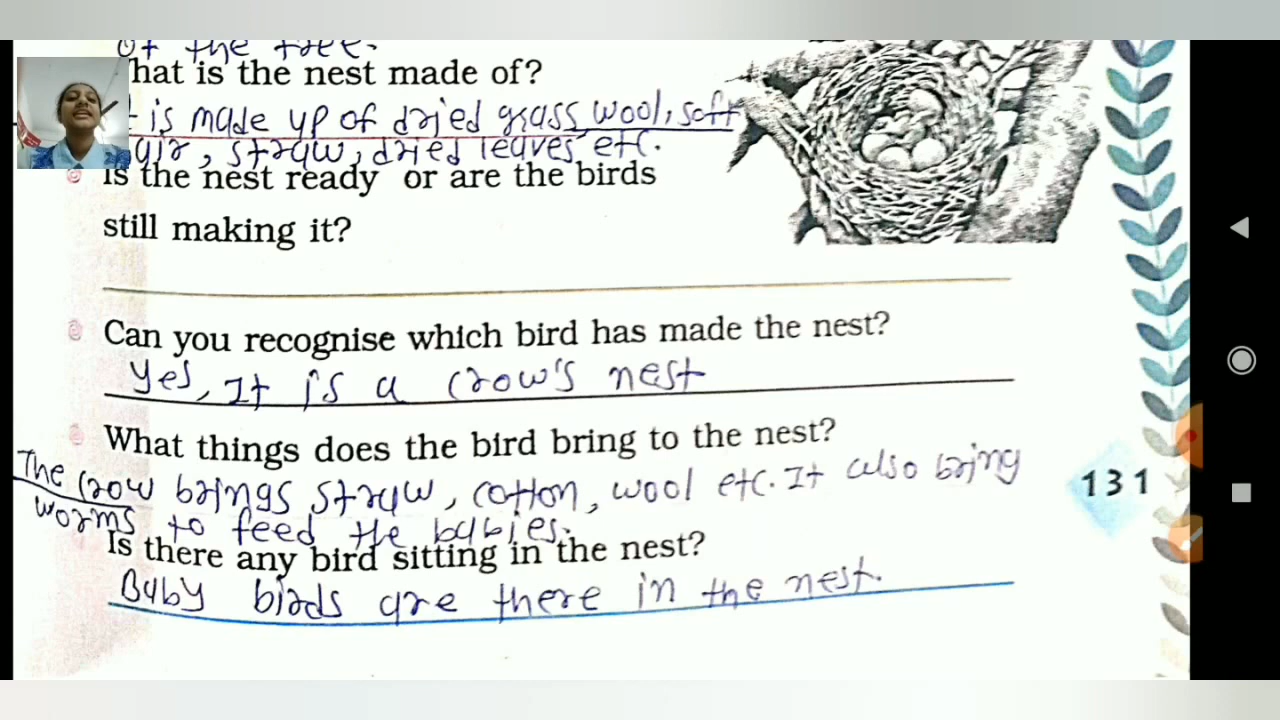 of the tree.
hat is the nest made of?
is made up of dried grass, wool, soft
air, straw, dried leaves etc.
Is the nest ready or are the birds
still making it?
Can you recognise which bird has made the nest?
Yes, It is a crow's nest
What things does the bird bring to the nest?
The crow brings straw, cotton, wool etc. It also bring
worms to feed the babies.
Is there any bird sitting in the nest?
Baby birds are there in the nest.
131